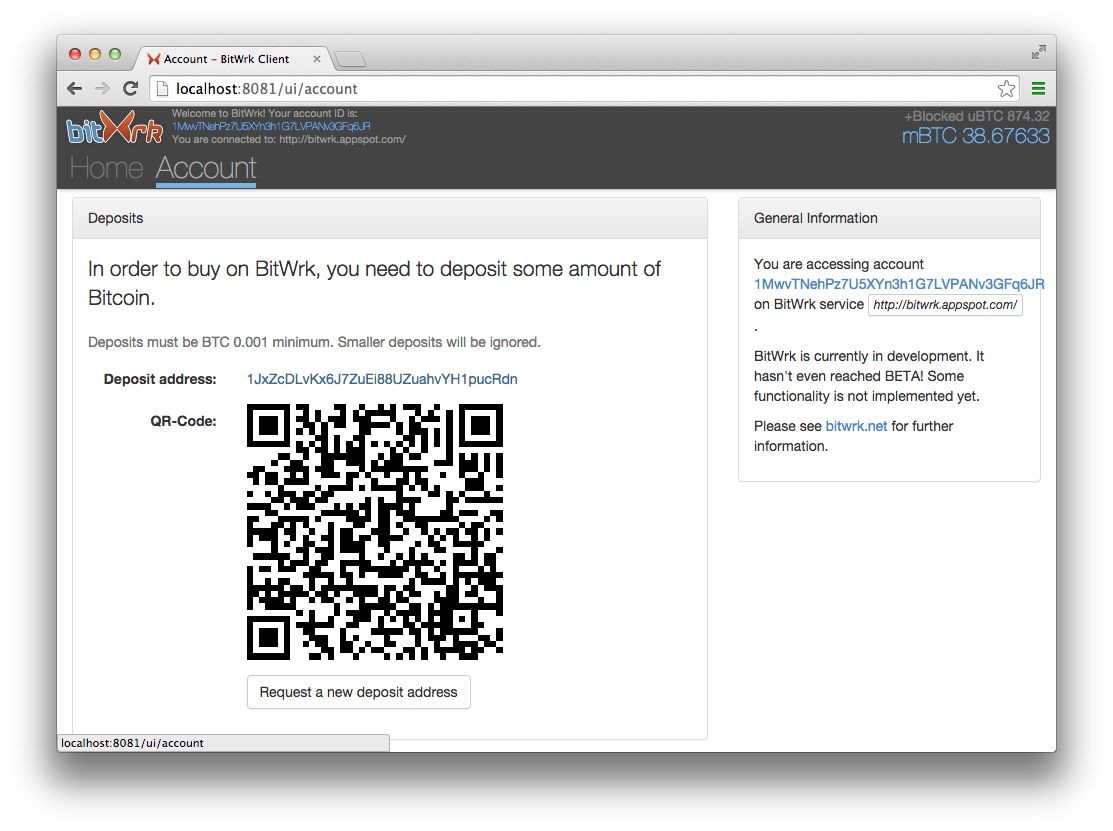 Account – BitWrk Client
localhost:8081/ui/account
bitWrk
Welcome to BitWrk! Your account ID is:
1MwvTNehPz7U5XYn3h1G7LVPANv3GFq6JR
You are connected to: http://bitwrk.appspot.com/
+Blocked uBTC 874.32
mBTC 38.67633
Home Account
Deposits
In order to buy on BitWrk, you need to deposit some amount of
Bitcoin.
Deposits must be BTC 0.001 minimum. Smaller deposits will be ignored.
Deposit address: 1JxZcDLvKx6J7ZuEi88UZuahvYH1pucRdn
QR-Code:
Request a new deposit address
General Information
You are accessing account
1MwvTNehPz7U5XYn3h1G7LVPANv3GFq6JR
on BitWrk service http://bitwrk.appspot.com/
.
BitWrk is currently in development. It
hasn't even reached BETA! Some
functionality is not implemented yet.
Please see bitwrk.net for further
information.
localhost:8081/ui/account